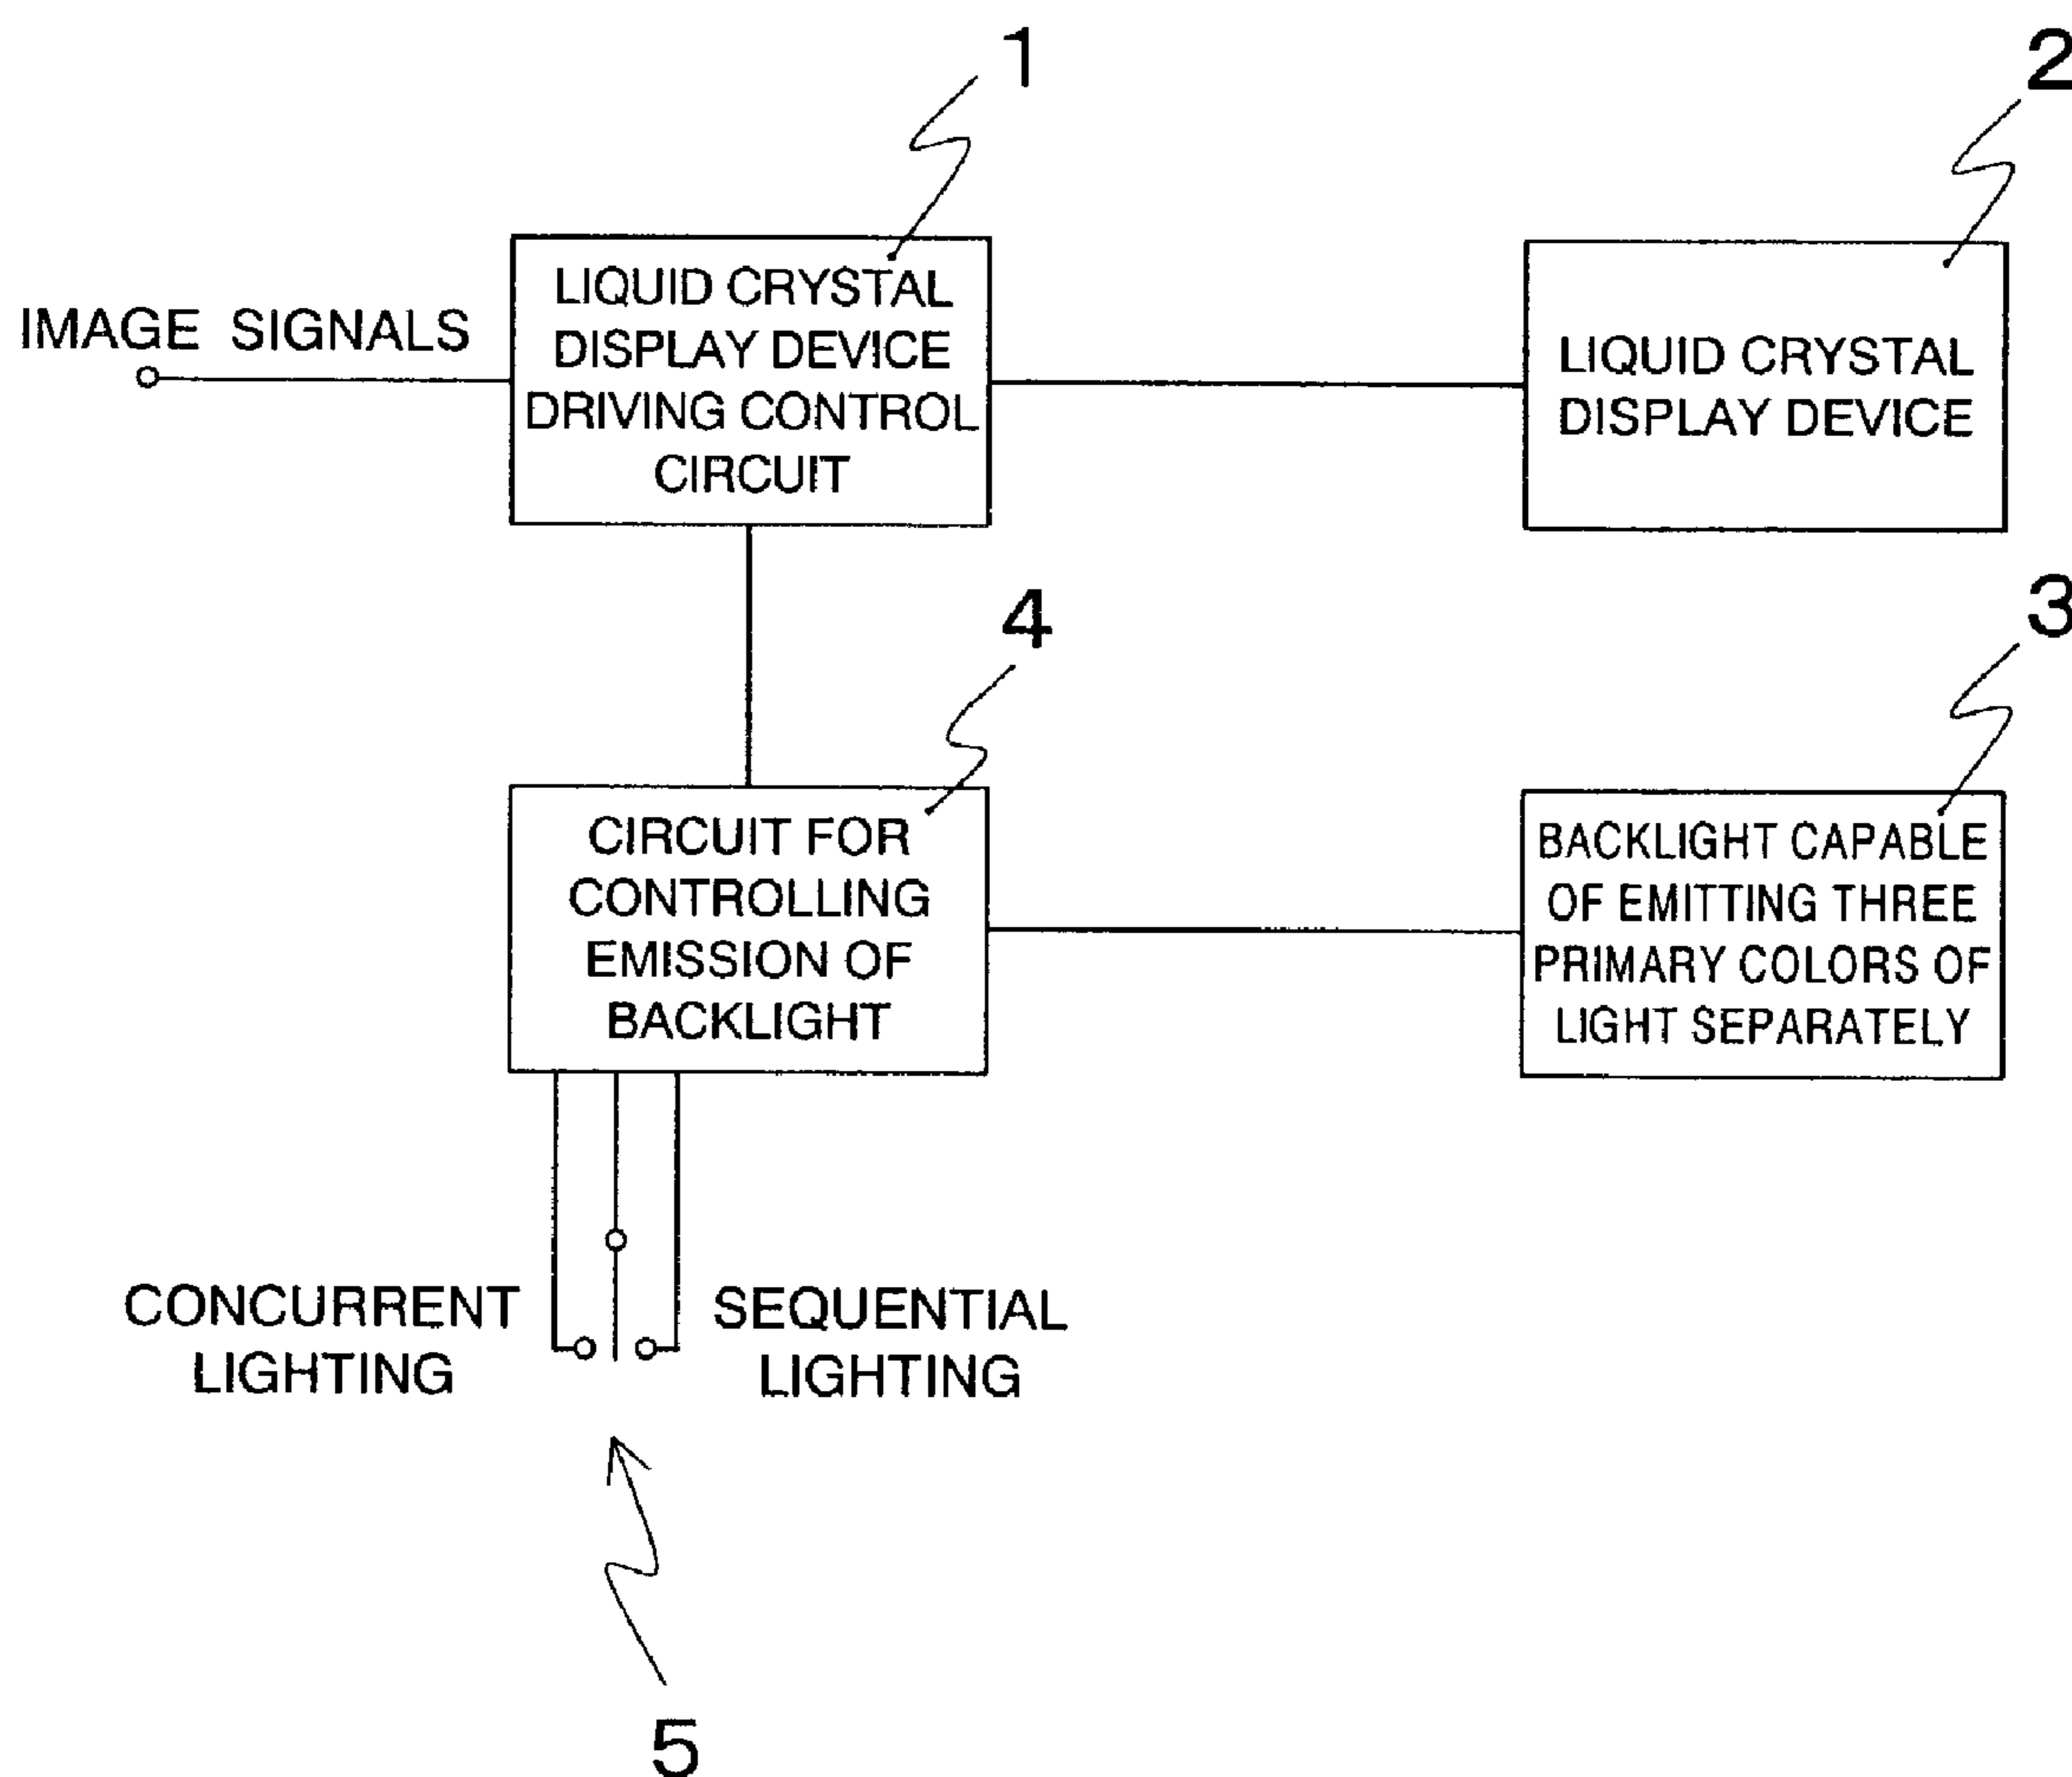 1
2
IMAGE SIGNALS
LIQUID CRYSTAL
DISPLAY DEVICE
DRIVING CONTROL
CIRCUIT
LIQUID CRYSTAL
DISPLAY DEVICE
4
3
CIRCUIT FOR
CONTROLLING
EMISSION OF
BACKLIGHT
BACKLIGHT CAPABLE
OF EMITTING THREE
PRIMARY COLORS OF
LIGHT SEPARATELY
CONCURRENT
LIGHTING
SEQUENTIAL
LIGHTING
5